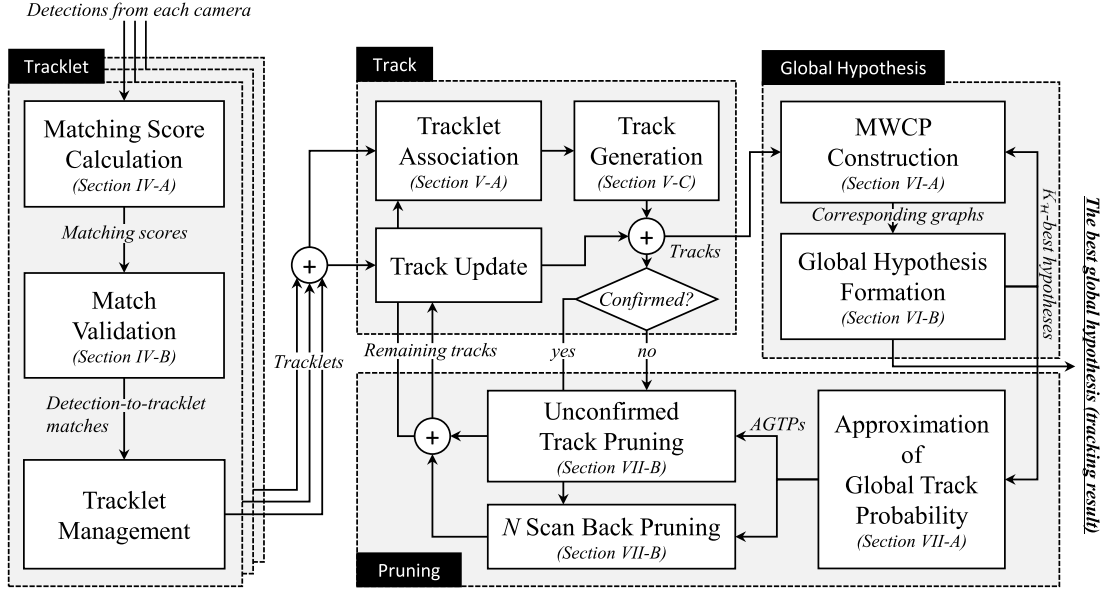 Detections from each camera
Tracklet
Matching Score
Calculation
(Section IV-A)
Matching scores
Match
Validation
(Section IV-B)
Detection-to-tracklet
matches
Tracklet
Management
+
Tracklets
Track
Tracklet
Association
(Section V-A)
Track
Generation
(Section V-C)
Track Update
+
Tracks
Confirmed?
Remaining tracks
yes
no
Global Hypothesis
MWCP
Construction
(Section VI-A)
Corresponding graphs
Global Hypothesis
Formation
(Section VI-B)
K_H-best hypotheses
The best global hypothesis (tracking result)
Unconfirmed
Track Pruning
(Section VII-B)
+
AGTPs
N Scan Back Pruning
(Section VII-B)
Approximation
of
Global Track
Probability
(Section VII-A)
Pruning